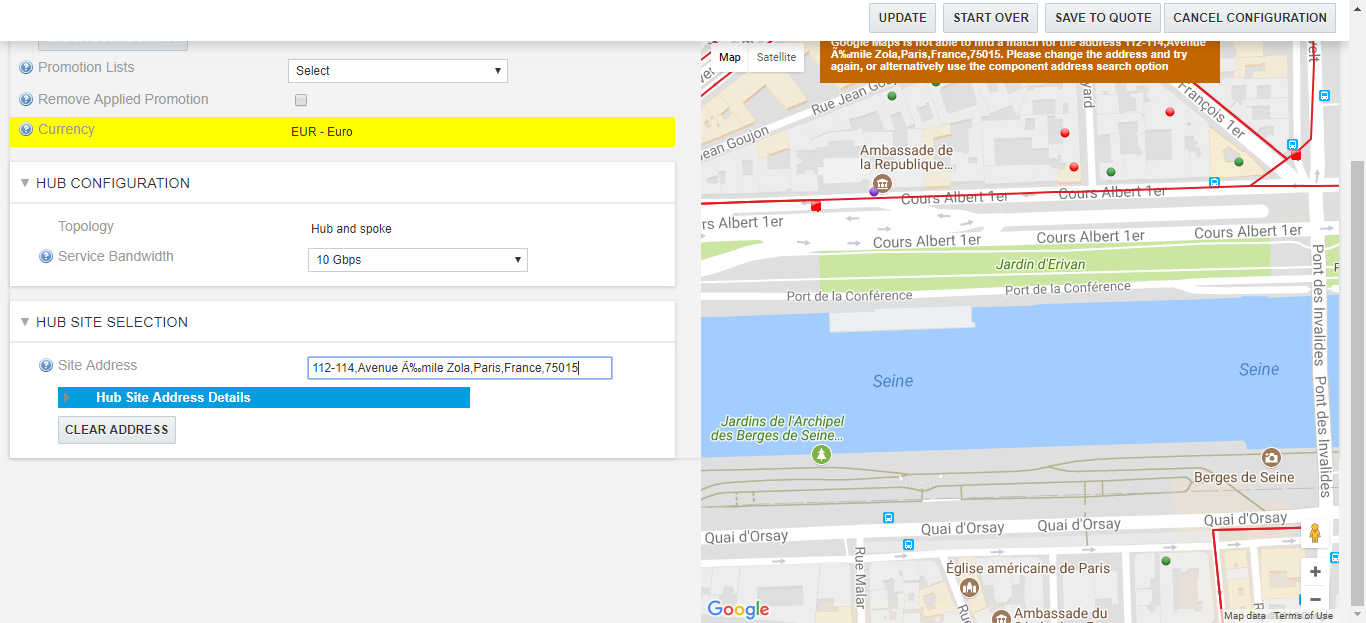 UPDATE
START OVER
SAVE TO QUOTE
CANCEL CONFIGURATION
Promotion Lists
Select
Remove Applied Promotion
Currency
EUR - Euro
HUB CONFIGURATION
Topology
Hub and spoke
Service Bandwidth
10 Gbps
HUB SITE SELECTION
Site Address
112-114,Avenue Ä‰mile Zola,Paris,France,75015
Hub Site Address Details
CLEAR ADDRESS
Map
Satellite
Google Maps is not able to find a match for the address 112-114,Avenue
Ä‰mile Zola,Paris,France,75015. Please change the address and try
again, or alternatively use the component address search option
Rue Jean Go
ean Goujon
yard
François 1er
velt
Ambassade de
la Republique...
Cours Albert 1er
Cours Albert 1er
rs Albert 1er
Cours Albert 1er
Cours Albert 1er
Cours Albert 1er
Jardin d'Erivan
Port de la Conférence
Port de la Conférence
Pont des Invalides
Pont des Invalides
Seine
Seine
Jardins de l'Archipel
des Berges de Seine...
Berges de Seine
Quai d'Orsay
Quai d'Orsay
Quai d'Orsay
Quai d'Orsay
Rue Malar
Église américaine de Paris
Rue
Ambassade du
Google
Map data
Terms of Use